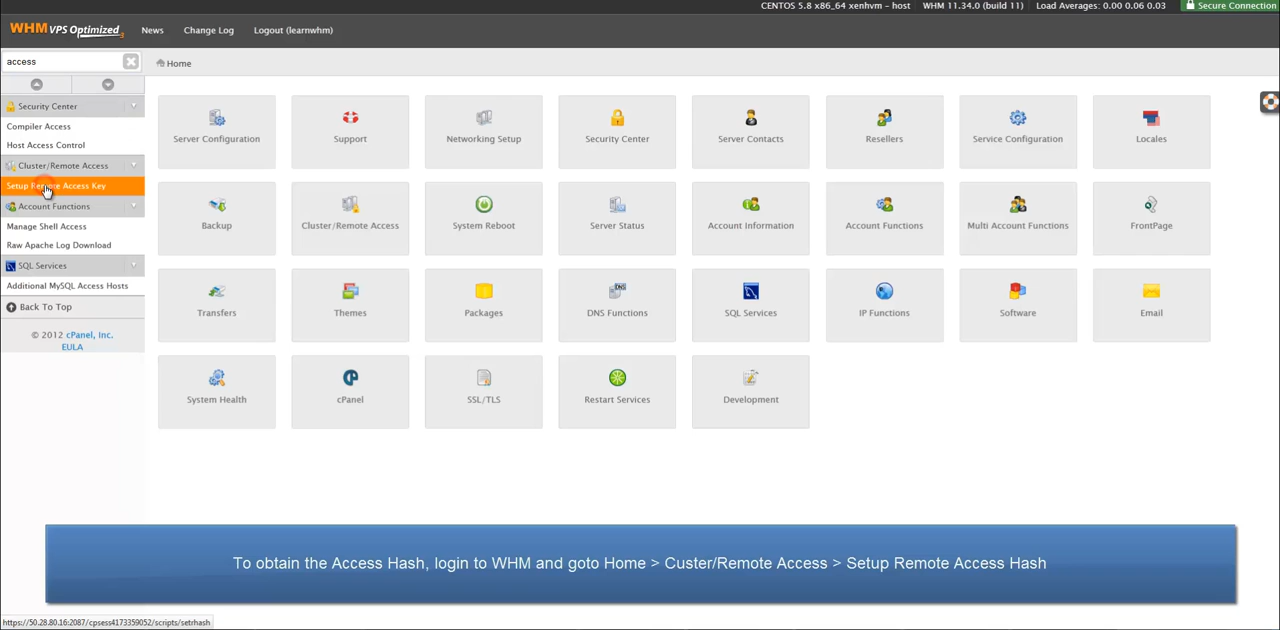 CENTOS 5.8 x86_64 xenhvm - host WHM 11.34.0 (build 11) Load Averages: 0.00 0.06 0.03 Secure Connection
WHM VPS Optimized 3 News Change Log Logout (learnwhm)
access
Home
Security Center
Compiler Access
Host Access Control
Cluster/Remote Access
Setup Remote Access Key
Account Functions
Manage Shell Access
Raw Apache Log Download
SQL Services
Additional MySQL Access Hosts
Back To Top
© 2012 cPanel, Inc.
EULA
Server Configuration Support Networking Setup Security Center Server Contacts Resellers Service Configuration Locales
Backup Cluster/Remote Access System Reboot Server Status Account Information Account Functions Multi Account Functions FrontPage
Transfers Themes Packages DNS Functions SQL Services IP Functions Software Email
System Health cPanel SSL/TLS Restart Services Development
To obtain the Access Hash, login to WHM and goto Home > Custer/Remote Access > Setup Remote Access Hash
https://50.28.80.16:2087/cpsess4173359052/scripts/setrhash